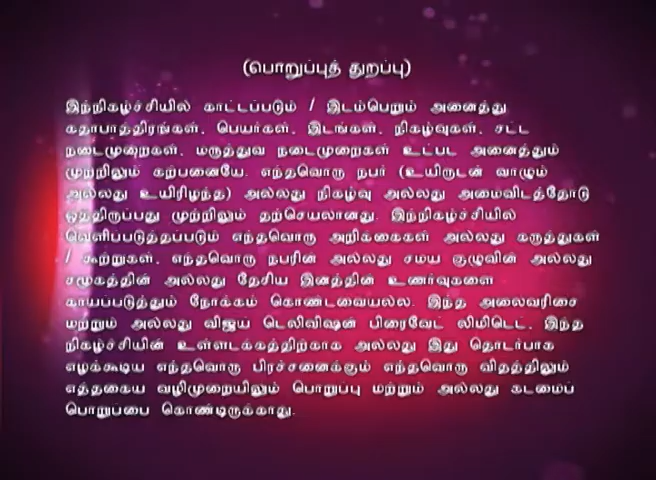 (பொறுப்புத் துறப்பு)
இந்நிகழ்ச்சியில் காட்டப்படும் / இடம்பெறும் அனைத்து
கதாபாத்திரங்கள், பெயர்கள், இடங்கள், நிகழ்வுகள், சட்ட
நடைமுறைகள், மருத்துவ நடைமுறைகள் உட்பட அனைத்தும்
முற்றிலும் கற்பனையே. எந்தவொரு நபர் (உயிருடன் வாழும்
அல்லது உயிரிழந்த) அல்லது நிகழ்வு அல்லது அமைவிடத்தோடு
ஒத்திருப்பது முற்றிலும் தற்செயலானது. இந்நிகழ்ச்சியில்
வெளிப்படுத்தப்படும் எந்தவொரு அறிக்கைகள் அல்லது கருத்துகள்
/ கூற்றுகள், எந்தவொரு நபரின் அல்லது சமய குழுவின் அல்லது
சமூகத்தின் அல்லது தேசிய இனத்தின் உணர்வுகளை
காயப்படுத்தும் நோக்கம் கொண்டவையல்ல. இந்த அலைவரிசை
மற்றும் அல்லது விஜய் டெலிவிஷன் பிரைவேட் லிமிடெட், இந்த
நிகழ்ச்சியின் உள்ளடக்கத்திற்காக அல்லது இது தொடர்பாக
எழக்கூடிய எந்தவொரு பிரச்சனைக்கும் எந்தவொரு விதத்திலும்
எத்தகைய வழிமுறையிலும் பொறுப்பு மற்றும் அல்லது கடமைப்
பொறுப்பை கொண்டிருக்காது.